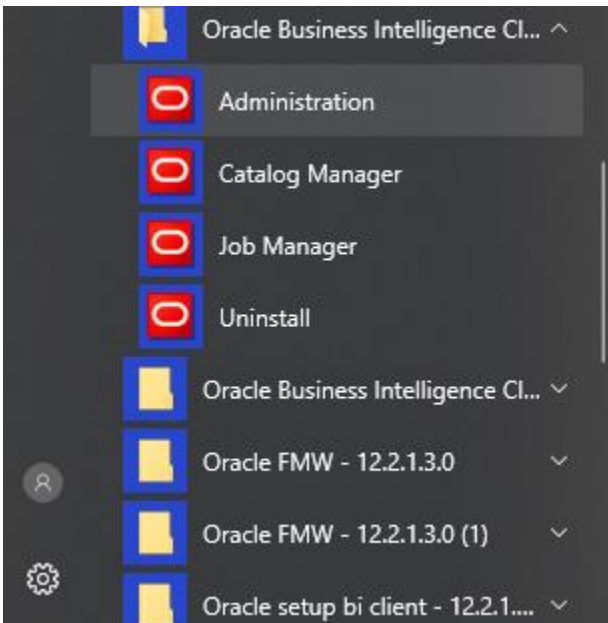 Oracle Business Intelligence Cl...
Administration
Catalog Manager
Job Manager
Uninstall
Oracle Business Intelligence Cl...
Oracle FMW - 12.2.1.3.0
Oracle FMW - 12.2.1.3.0 (1)
Oracle setup bi client - 12.2.1....